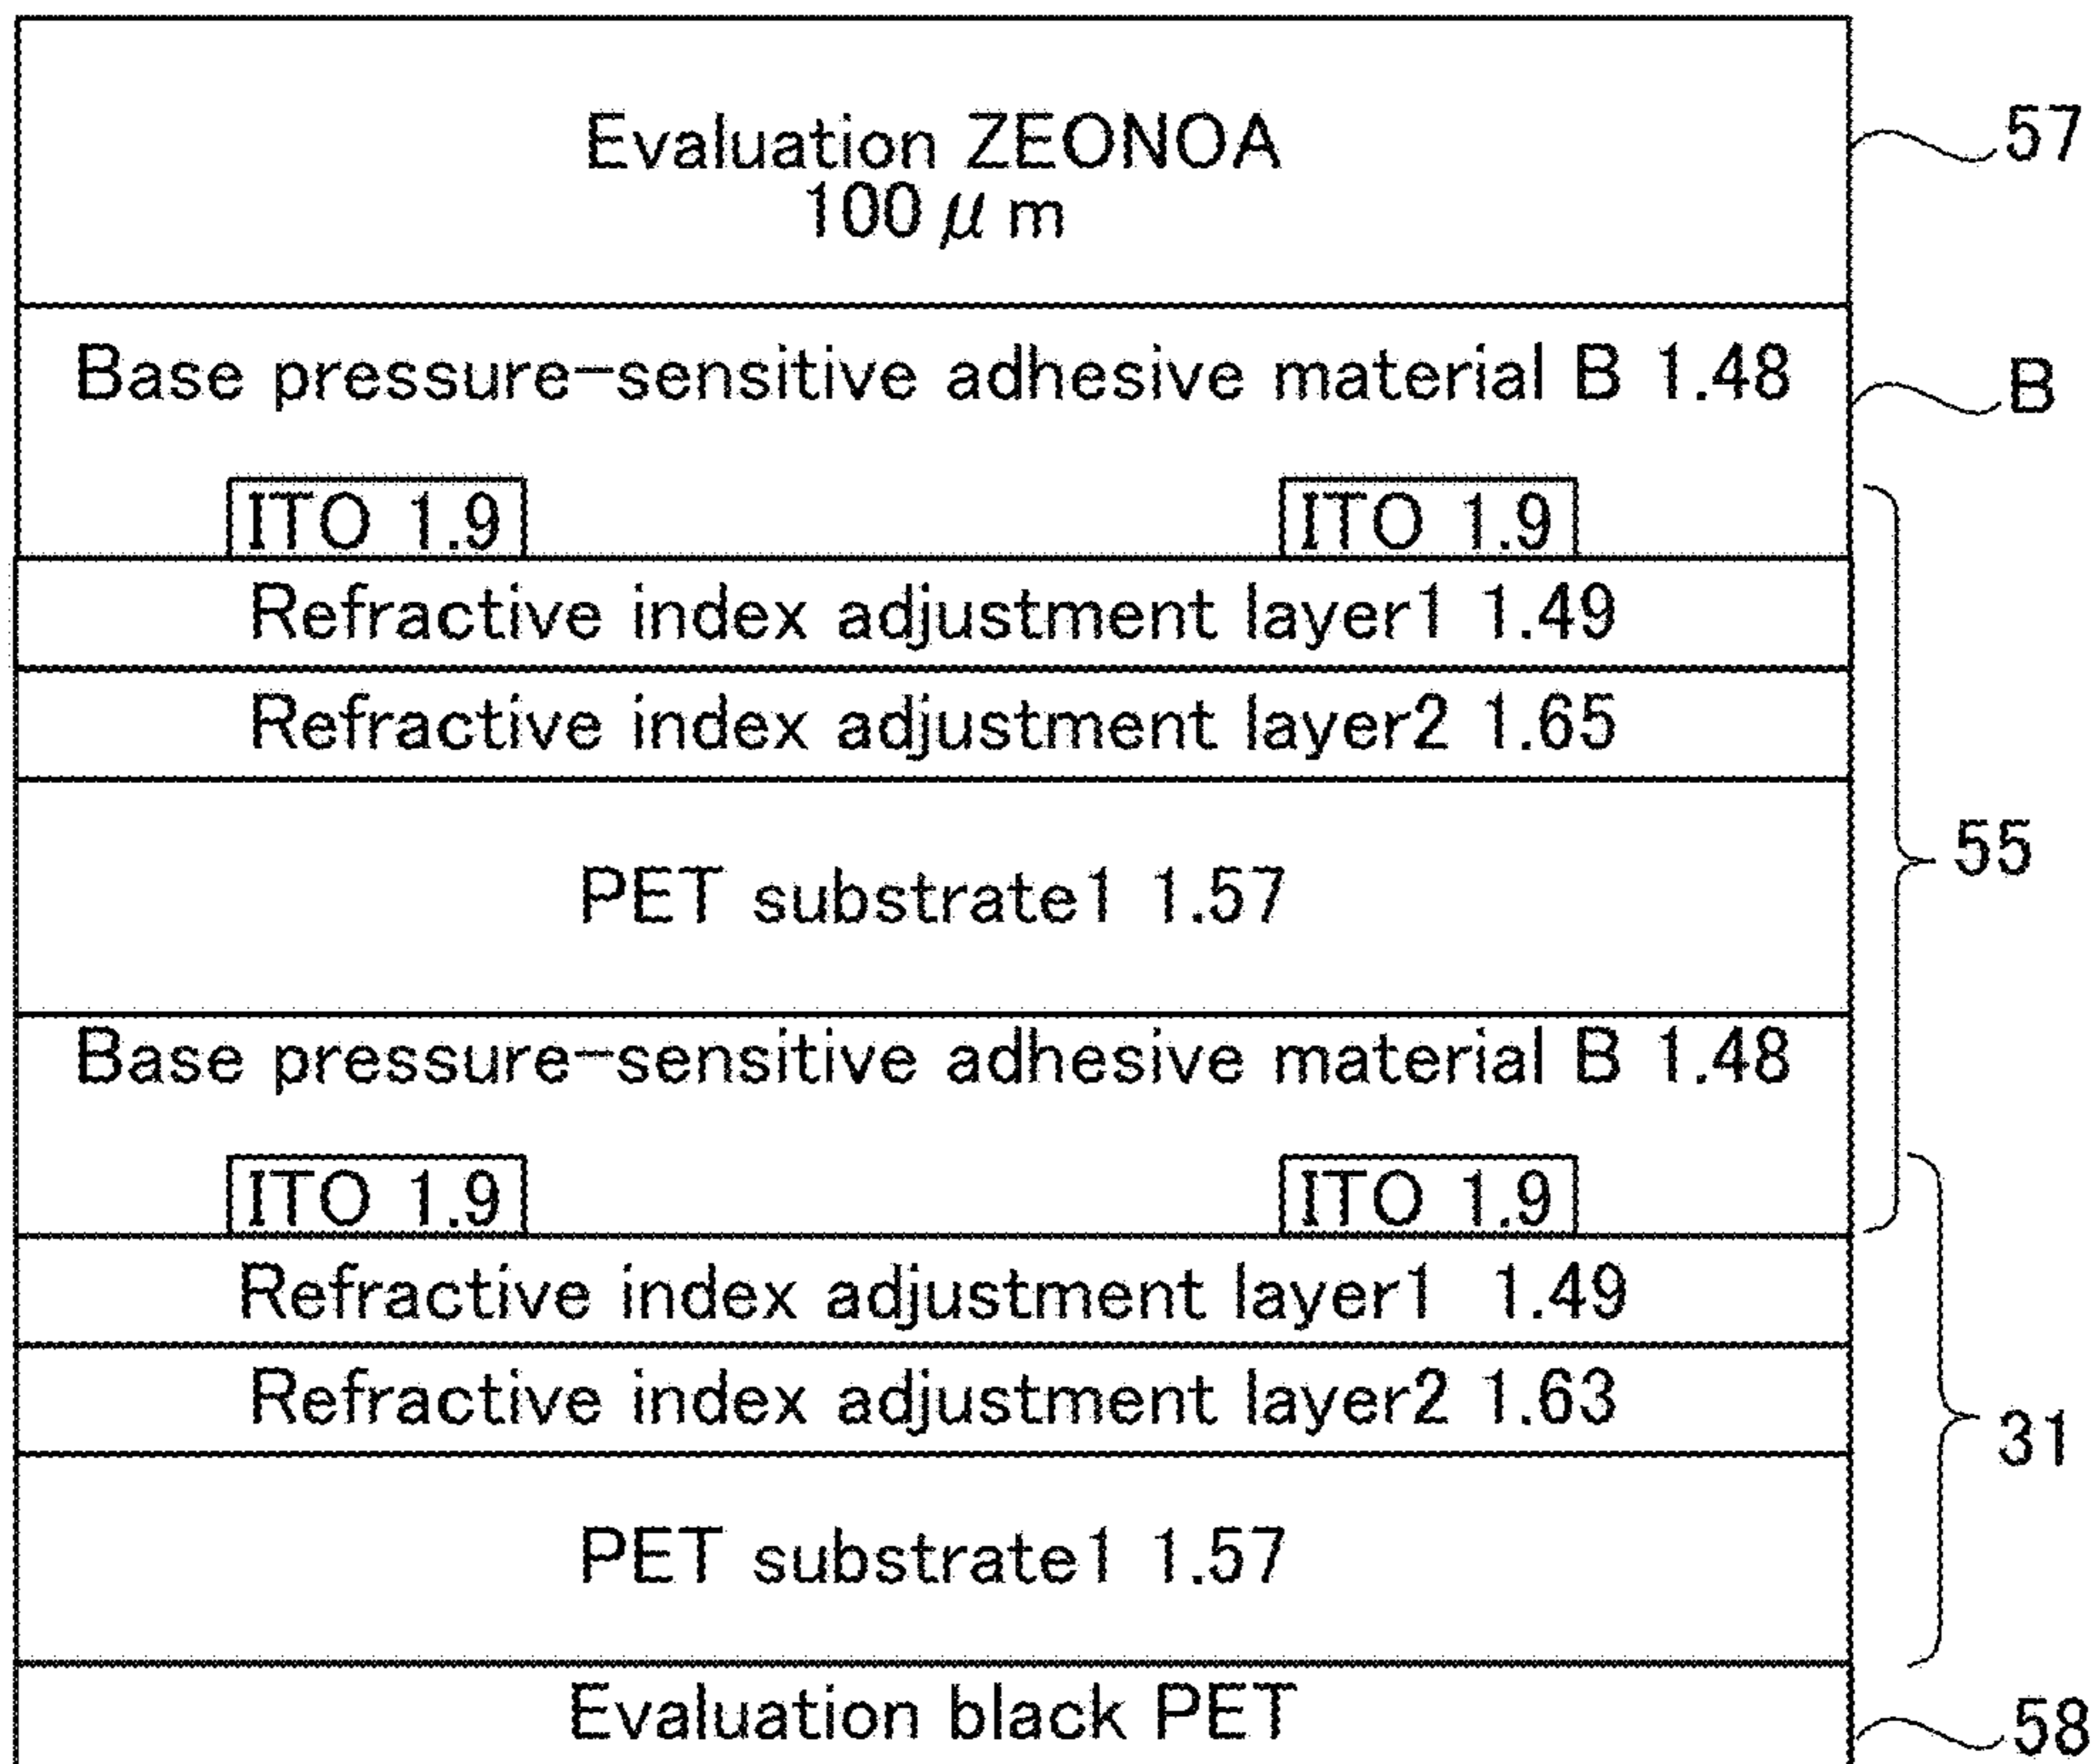 Evaluation ZEONOA
100μm
57
Base pressure-sensitive adhesive material B 1.48
B
ITO 1.9
ITO 1.9
Refractive index adjustment layer1 1.49
Refractive index adjustment layer2 1.65
55
PET substrate1 1.57
Base pressure-sensitive adhesive material B 1.48
ITO 1.9
ITO 1.9
Refractive index adjustment layer1 1.49
Refractive index adjustment layer2 1.63
31
PET substrate1 1.57
Evaluation black PET
58